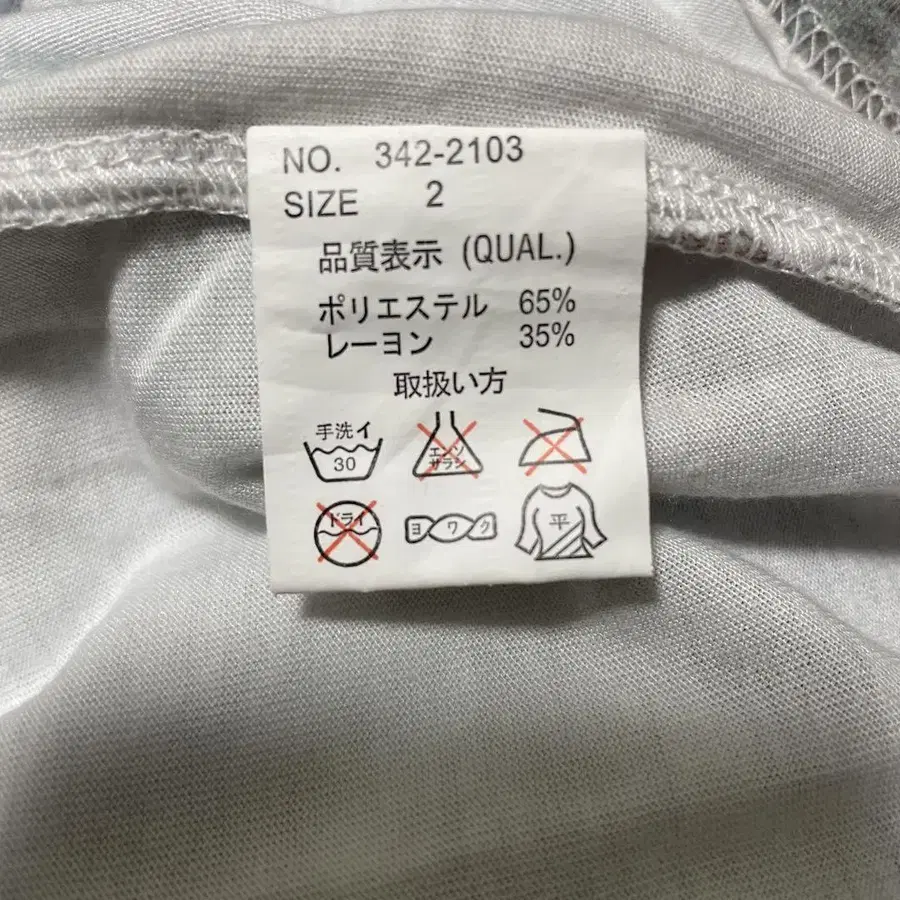 NO. 342-2103
SIZE 2
品質表示 (QUAL.)
ポリエステル 65%
レーヨン 35%
取扱い方
手洗イ
30
エンソ
サラシ
ドライ
ヨワク
平